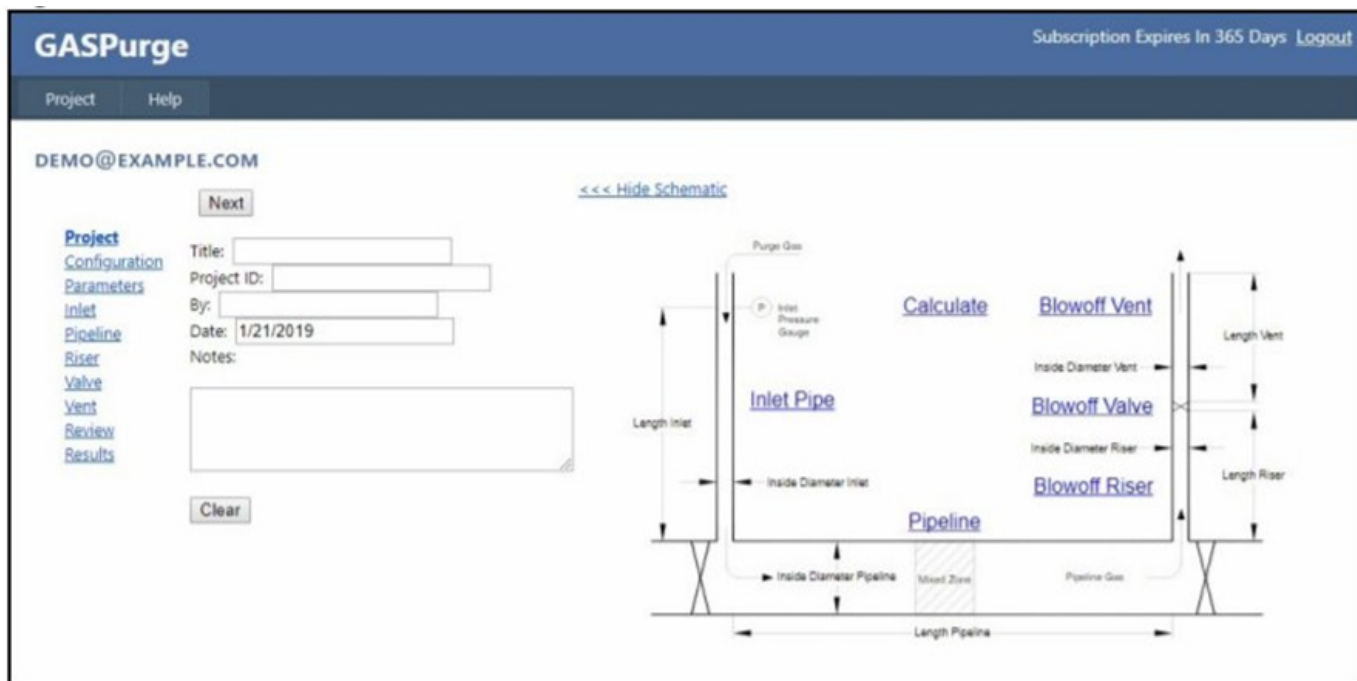 GASPurge
Subscription Expires In 365 Days Logout
Project Help
DEMO@EXAMPLE.COM
Next
<<< Hide Schematic
Project
Configuration
Parameters
Inlet
Pipeline
Riser
Valve
Vent
Review
Results
Title:
Project ID:
By:
Date: 1/21/2019
Notes:
Clear
Purge Gas
P
Inlet
Pressure
Gauge
Calculate
Blowoff Vent
Length Vent
Inside Diameter Vent
Inlet Pipe
Blowoff Valve
Length Inlet
Inside Diameter Riser
Inside Diameter Inlet
Blowoff Riser
Length Riser
Pipeline
Inside Diameter Pipeline
Mixed Zone
Pipeline Gas
Length Pipeline